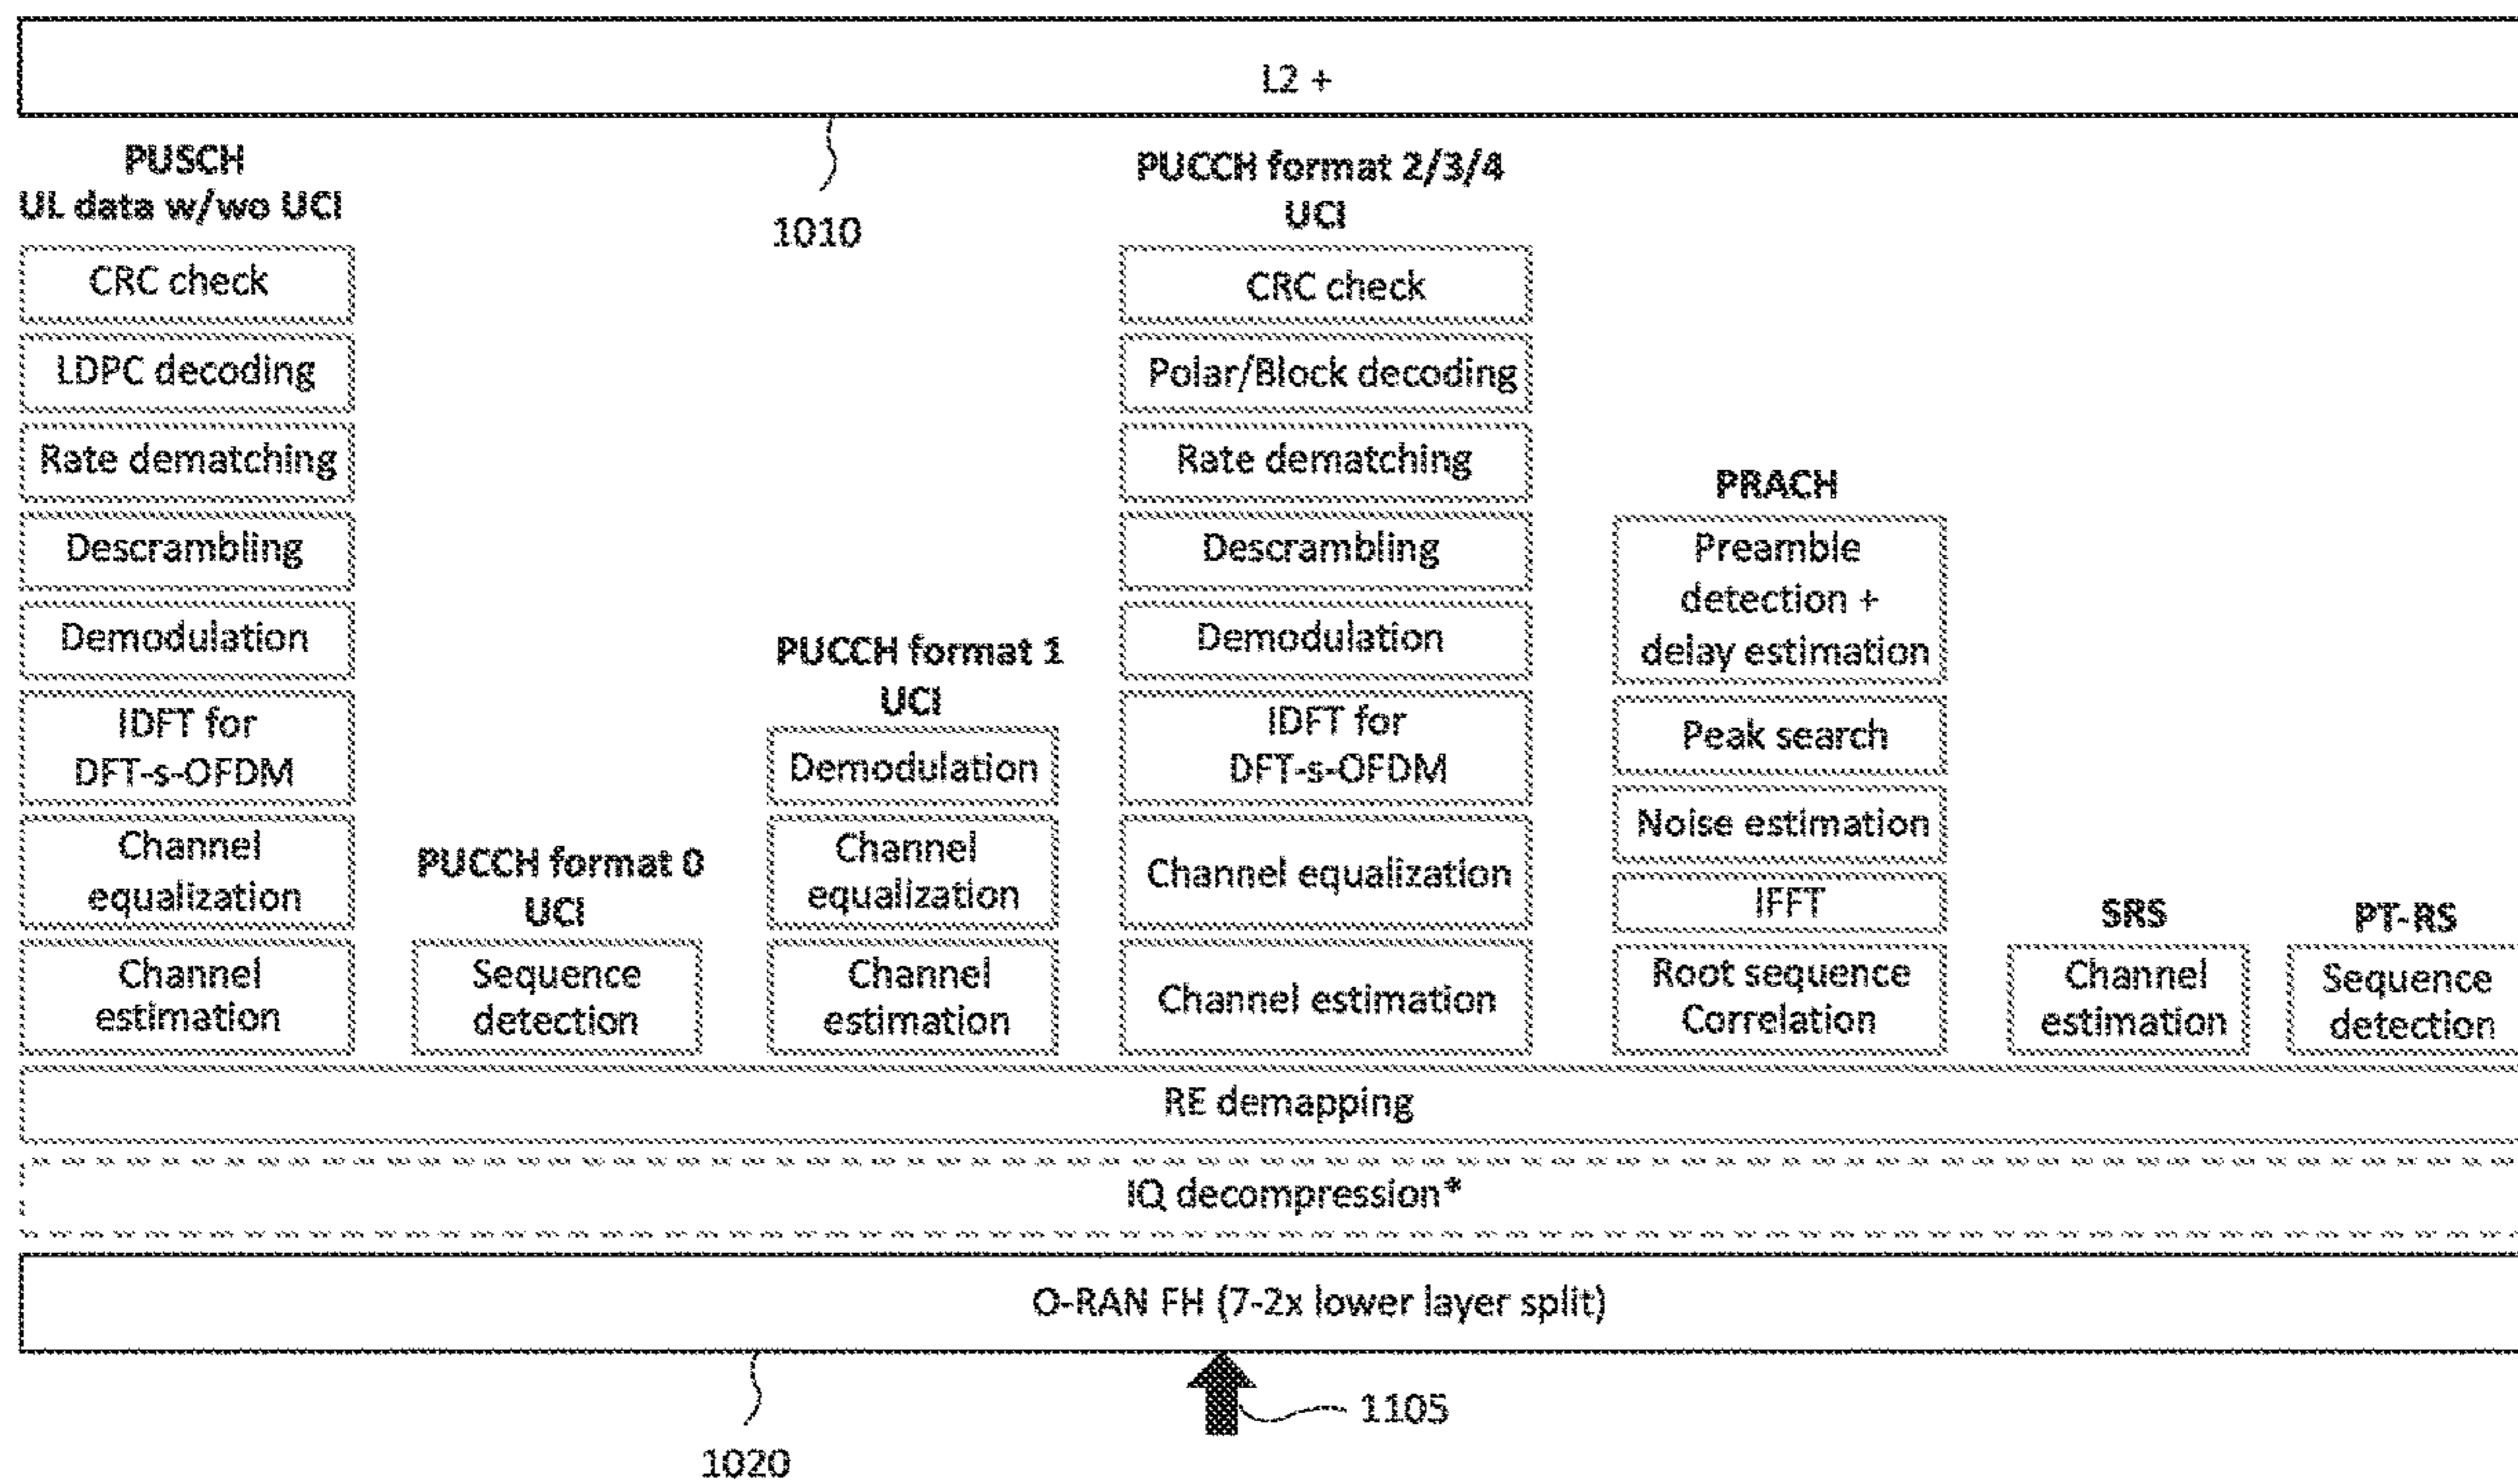 L2 +
1010
PUSCH
UL data w/wo UCI
CRC check
LDPC decoding
Rate dematching
Descrambling
Demodulation
IDFT for
DFT-s-OFDM
Channel
equalization
Channel
estimation
PUCCH format 0
UCI
Sequence
detection
PUCCH format 1
UCI
Demodulation
Channel
equalization
Channel
estimation
PUCCH format 2/3/4
UCI
CRC check
Polar/Block decoding
Rate dematching
Descrambling
Demodulation
IDFT for
DFT-s-OFDM
Channel equalization
Channel estimation
PRACH
Preamble
detection +
delay estimation
Peak search
Noise estimation
IFFT
Root sequence
Correlation
SRS
Channel
estimation
PT-RS
Sequence
detection
RE demapping
IQ decompression*
O-RAN FH (7-2x lower layer split)
1105
1020